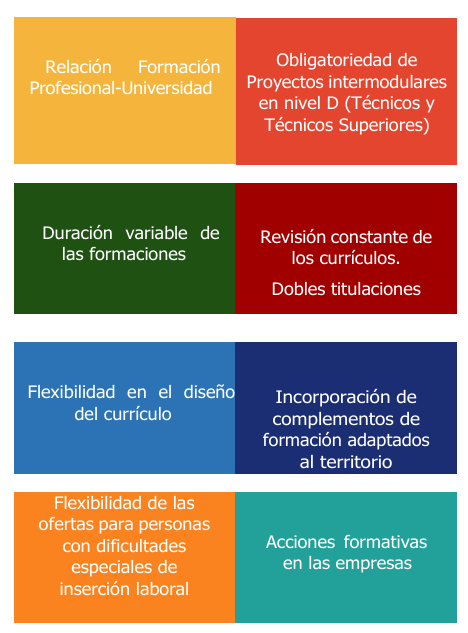 Relación Formación
Profesional-Universidad
Obligatoriedad de
Proyectos intermodulares
en nivel D (Técnicos y
Técnicos Superiores)
Duración variable de
las formaciones
Revisión constante de
los currículos.
Dobles titulaciones
Flexibilidad en el diseño
del currículo
Incorporación de
complementos de
formación adaptados
al territorio
Flexibilidad de las
ofertas para personas
con dificultades
especiales de
inserción laboral
Acciones formativas
en las empresas